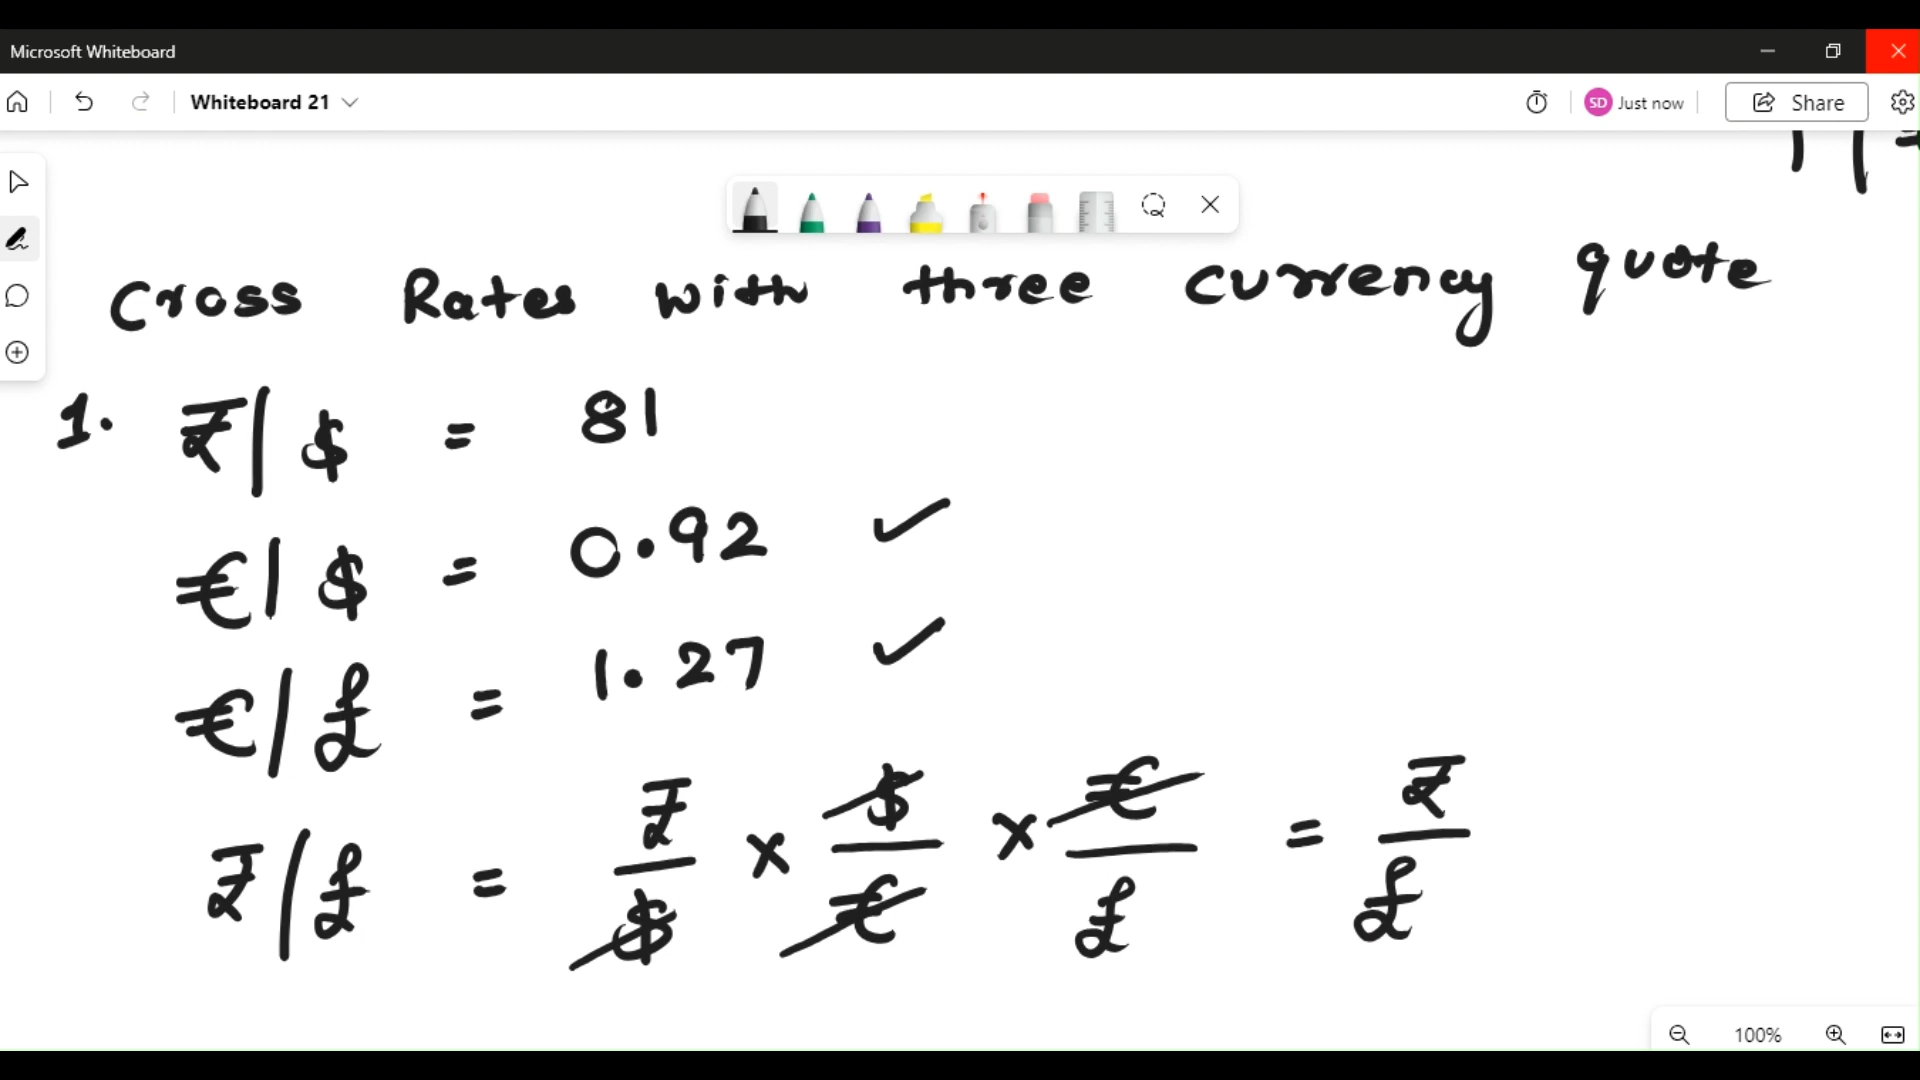 Microsoft Whiteboard
Whiteboard 21
SD Just now
Share
Cross Rates with three currency quote
1. ₹/$ = 81
€/$ = 0.92 ✓
€/£ = 1.27 ✓
₹/£ = ₹/$ × $/€ × €/£ = ₹/£
100%